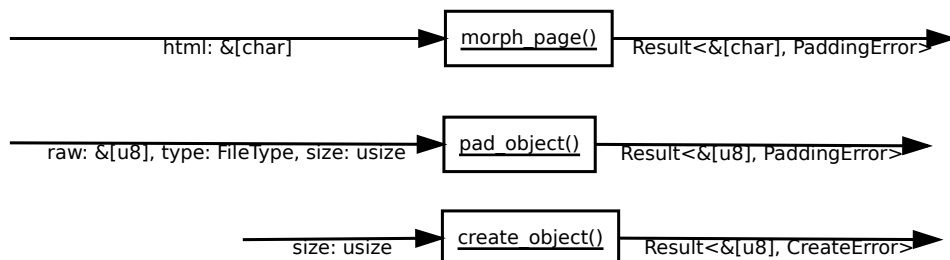 html: &[char]
morph_page()
Result<&[char], PaddingError>
raw: &[u8], type: FileType, size: usize
pad_object()
Result<&[u8], PaddingError>
size: usize
create_object()
Result<&[u8], CreateError>